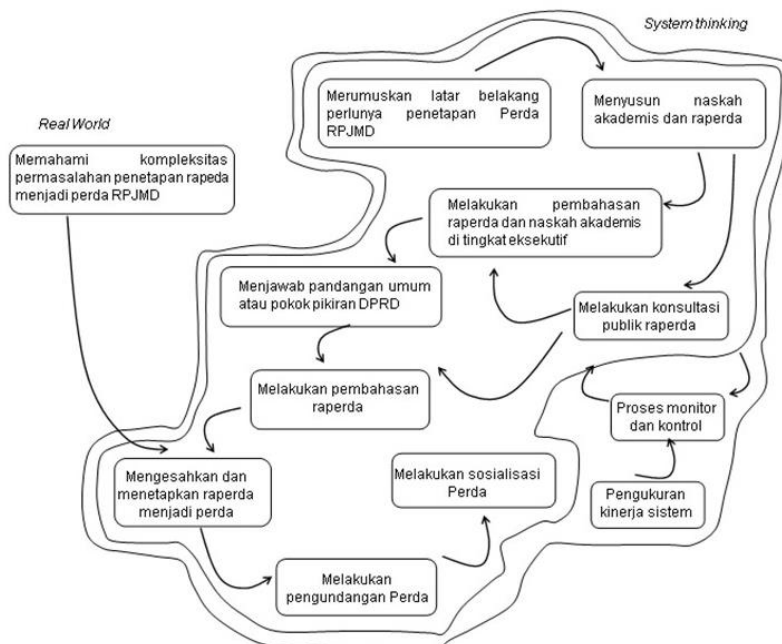 System thinking
Merumuskan latar belakang
perlunya penetapan Perda
RPJMD
Menyusun naskah
akademis dan raperda
Real World
Memahami kompleksitas
permasalahan penetapan rapeda
menjadi perda RPJMD
Melakukan pembahasan
raperda dan naskah akademis
di tingkat eksekutif
Menjawab pandangan umum
atau pokok pikiran DPRD
Melakukan konsultasi
publik raperda
Melakukan pembahasan
raperda
Proses monitor
dan kontrol
Mengesahkan dan
menetapkan raperda
menjadi perda
Melakukan sosialisasi
Perda
Pengukuran
kinerja sistem
Melakukan
pengundangan Perda